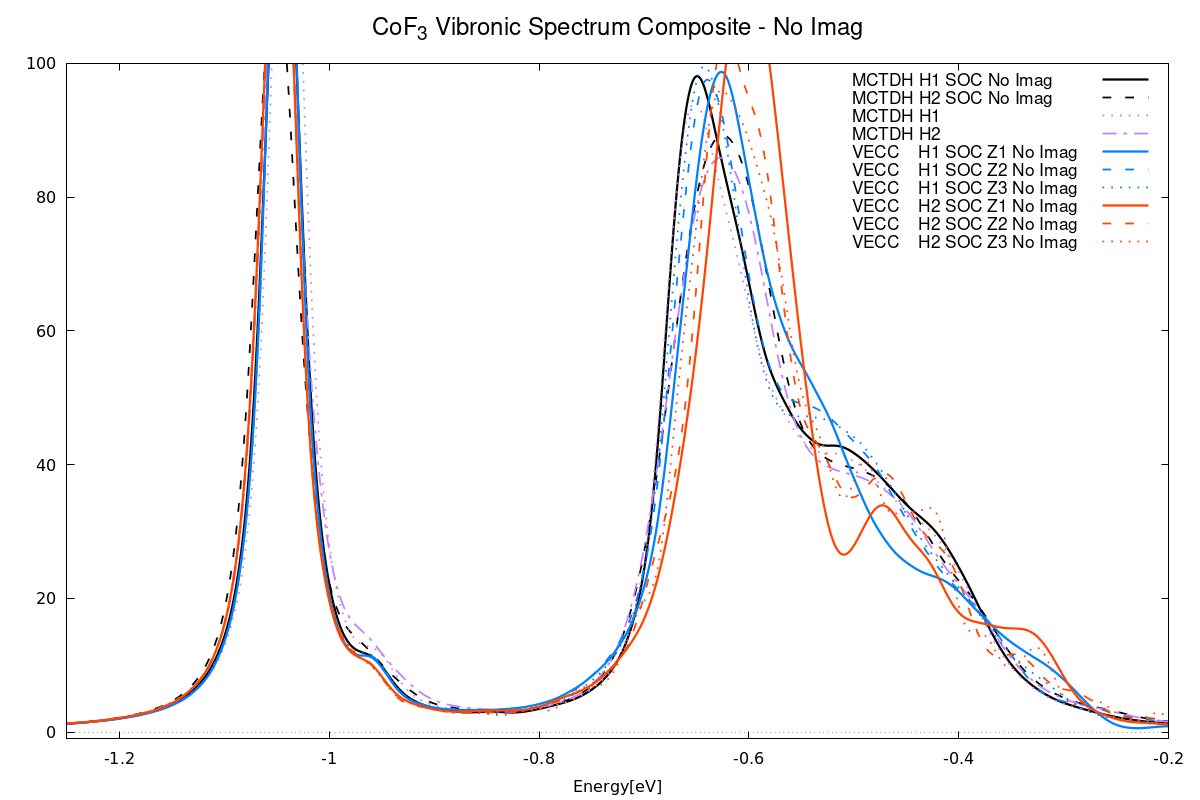 CoF3 Vibronic Spectrum Composite - No Imag
100
80
60
40
20
0
MCTDH H1 SOC No Imag
MCTDH H2 SOC No Imag
MCTDH H1
MCTDH H2
VECC H1 SOC Z1 No Imag
VECC H1 SOC Z2 No Imag
VECC H1 SOC Z3 No Imag
VECC H2 SOC Z1 No Imag
VECC H2 SOC Z2 No Imag
VECC H2 SOC Z3 No Imag
-1.2 -1 -0.8 -0.6 -0.4 -0.2
Energy[eV]